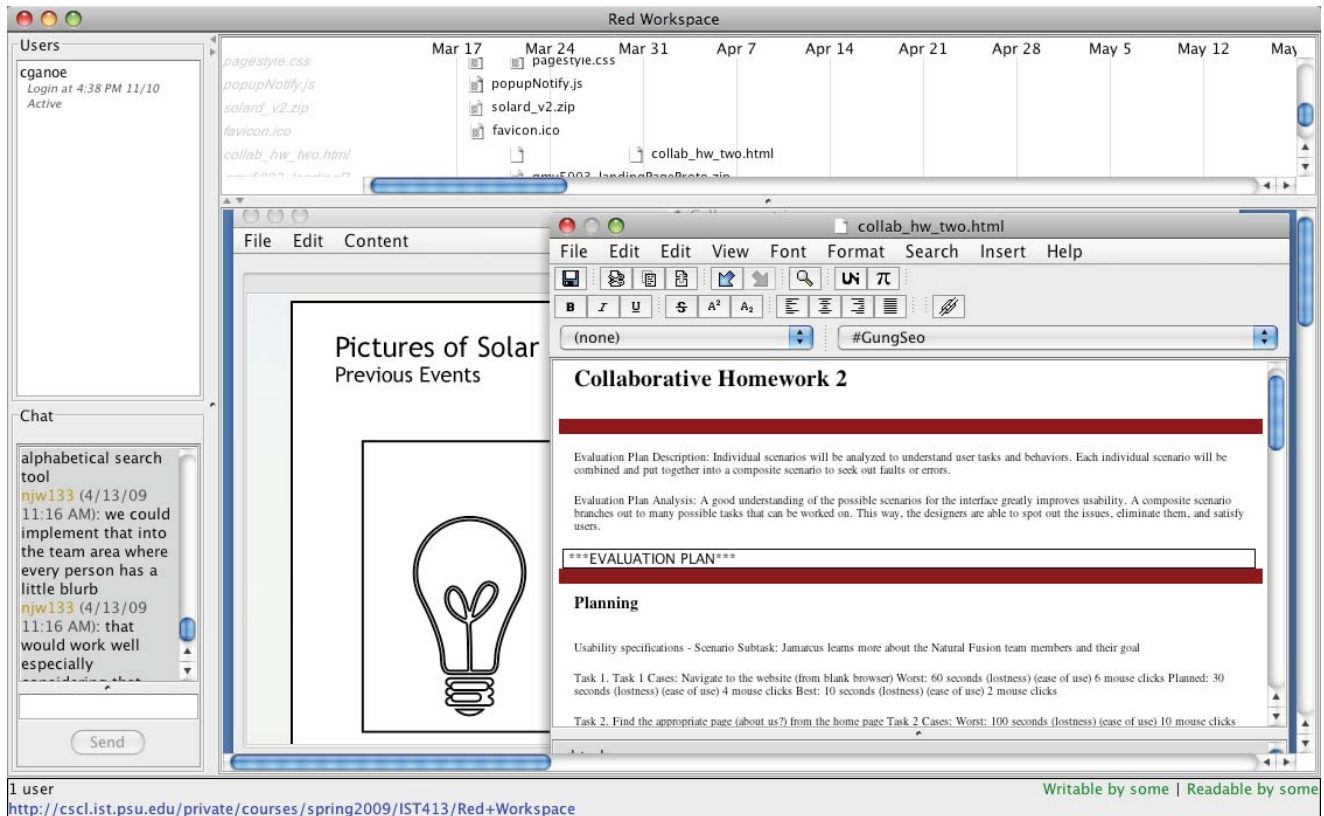 Red Workspace
Users
cganoe
Login at 4:38 PM 11/10
Active
Mar 17 Mar 24 Mar 31 Apr 7 Apr 14 Apr 21 Apr 28 May 5 May 12 May
pagestyle.css pagestyle.css
popupNotify.js popupNotify.js
solard_v2.zip solard_v2.zip
favicon.ico favicon.ico
collab_hw_two.html collab_hw_two.html
File Edit Content
Pictures of Solar
Previous Events
collab_hw_two.html
File Edit Edit View Font Format Search Insert Help
B I U S A² A₂
(none) #GungSeo
Collaborative Homework 2
Evaluation Plan Description: Individual scenarios will be analyzed to understand user tasks and behaviors. Each individual scenario will be
combined and put together into a composite scenario to seek out faults or errors.
Evaluation Plan Analysis: A good understanding of the possible scenarios for the interface greatly improves usability. A composite scenario
branches out to many possible tasks that can be worked on. This way, the designers are able to spot out the issues, eliminate them, and satisfy
users.
***EVALUATION PLAN***
Planning
Usability specifications - Scenario Subtask: Jamarcus learns more about the Natural Fusion team members and their goal
Task 1. Task 1 Cases: Navigate to the website (from blank browser) Worst: 60 seconds (lostness) (ease of use) 6 mouse clicks Planned: 30
seconds (lostness) (ease of use) 4 mouse clicks Best: 10 seconds (lostness) (ease of use) 2 mouse clicks
Task 2. Find the appropriate page (about us?) from the home page Task 2 Cases: Worst: 100 seconds (lostness) (ease of use) 10 mouse clicks
Chat
alphabetical search
tool
njw133 (4/13/09
11:16 AM): we could
implement that into
the team area where
every person has a
little blurb
njw133 (4/13/09
11:16 AM): that
would work well
especially
considering that
Send
1 user
Writable by some | Readable by some
http://cscl.ist.psu.edu/private/courses/spring2009/IST413/Red+Workspace